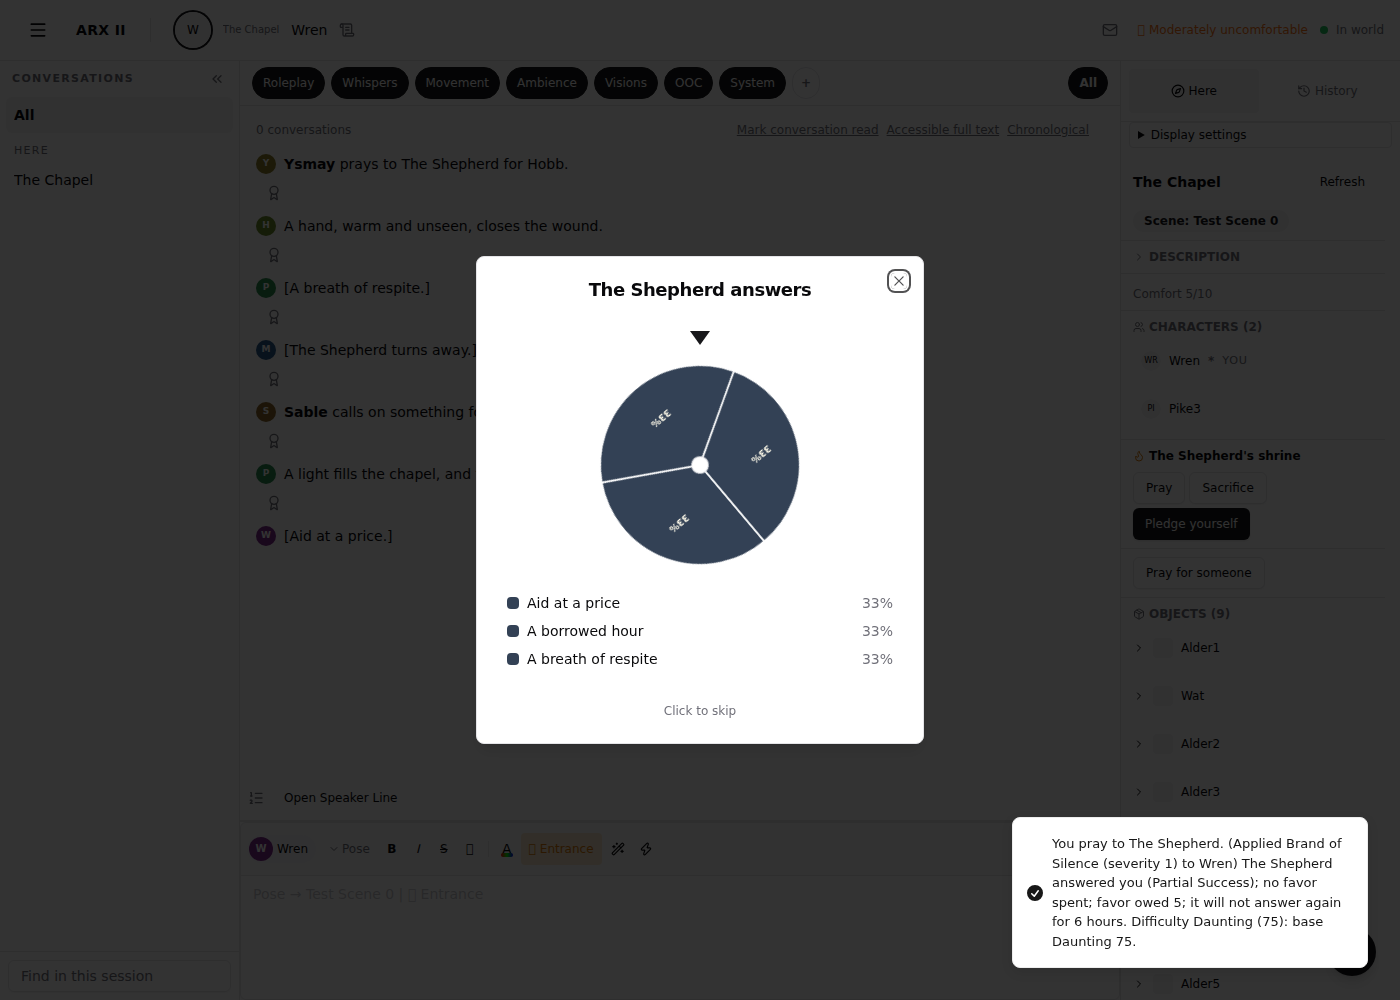 ARX II
W
The Chapel
Wren
Moderately uncomfortable
In world
CONVERSATIONS
All
HERE
The Chapel
Find in this session
Roleplay
Whispers
Movement
Ambience
Visions
OOC
System
+
All
0 conversations
Mark conversation read
Accessible full text
Chronological
Y
Ysmay prays to The Shepherd for Hobb.
H
A hand, warm and unseen, closes the wound.
P
[A breath of respite.]
M
[The Shepherd turns away.]
S
Sable calls on something
P
A light fills the chapel, and
W
[Aid at a price.]
Open Speaker Line
W
Wren
Pose
B
I
S
A
Entrance
Pose → Test Scene 0 | Entrance
The Shepherd answers
33%
33%
33%
Aid at a price 33%
A borrowed hour 33%
A breath of respite 33%
Click to skip
Here
History
Display settings
The Chapel
Refresh
Scene: Test Scene 0
DESCRIPTION
Comfort 5/10
CHARACTERS (2)
WR
Wren * YOU
PI
Pike3
The Shepherd's shrine
Pray
Sacrifice
Pledge yourself
Pray for someone
OBJECTS (9)
Alder1
Wat
Alder2
Alder3
You pray to The Shepherd. (Applied Brand of
Silence (severity 1) to Wren) The Shepherd
answered you (Partial Success); no favor
spent; favor owed 5; it will not answer again
for 6 hours. Difficulty Daunting (75): base
Daunting 75.
Alder5